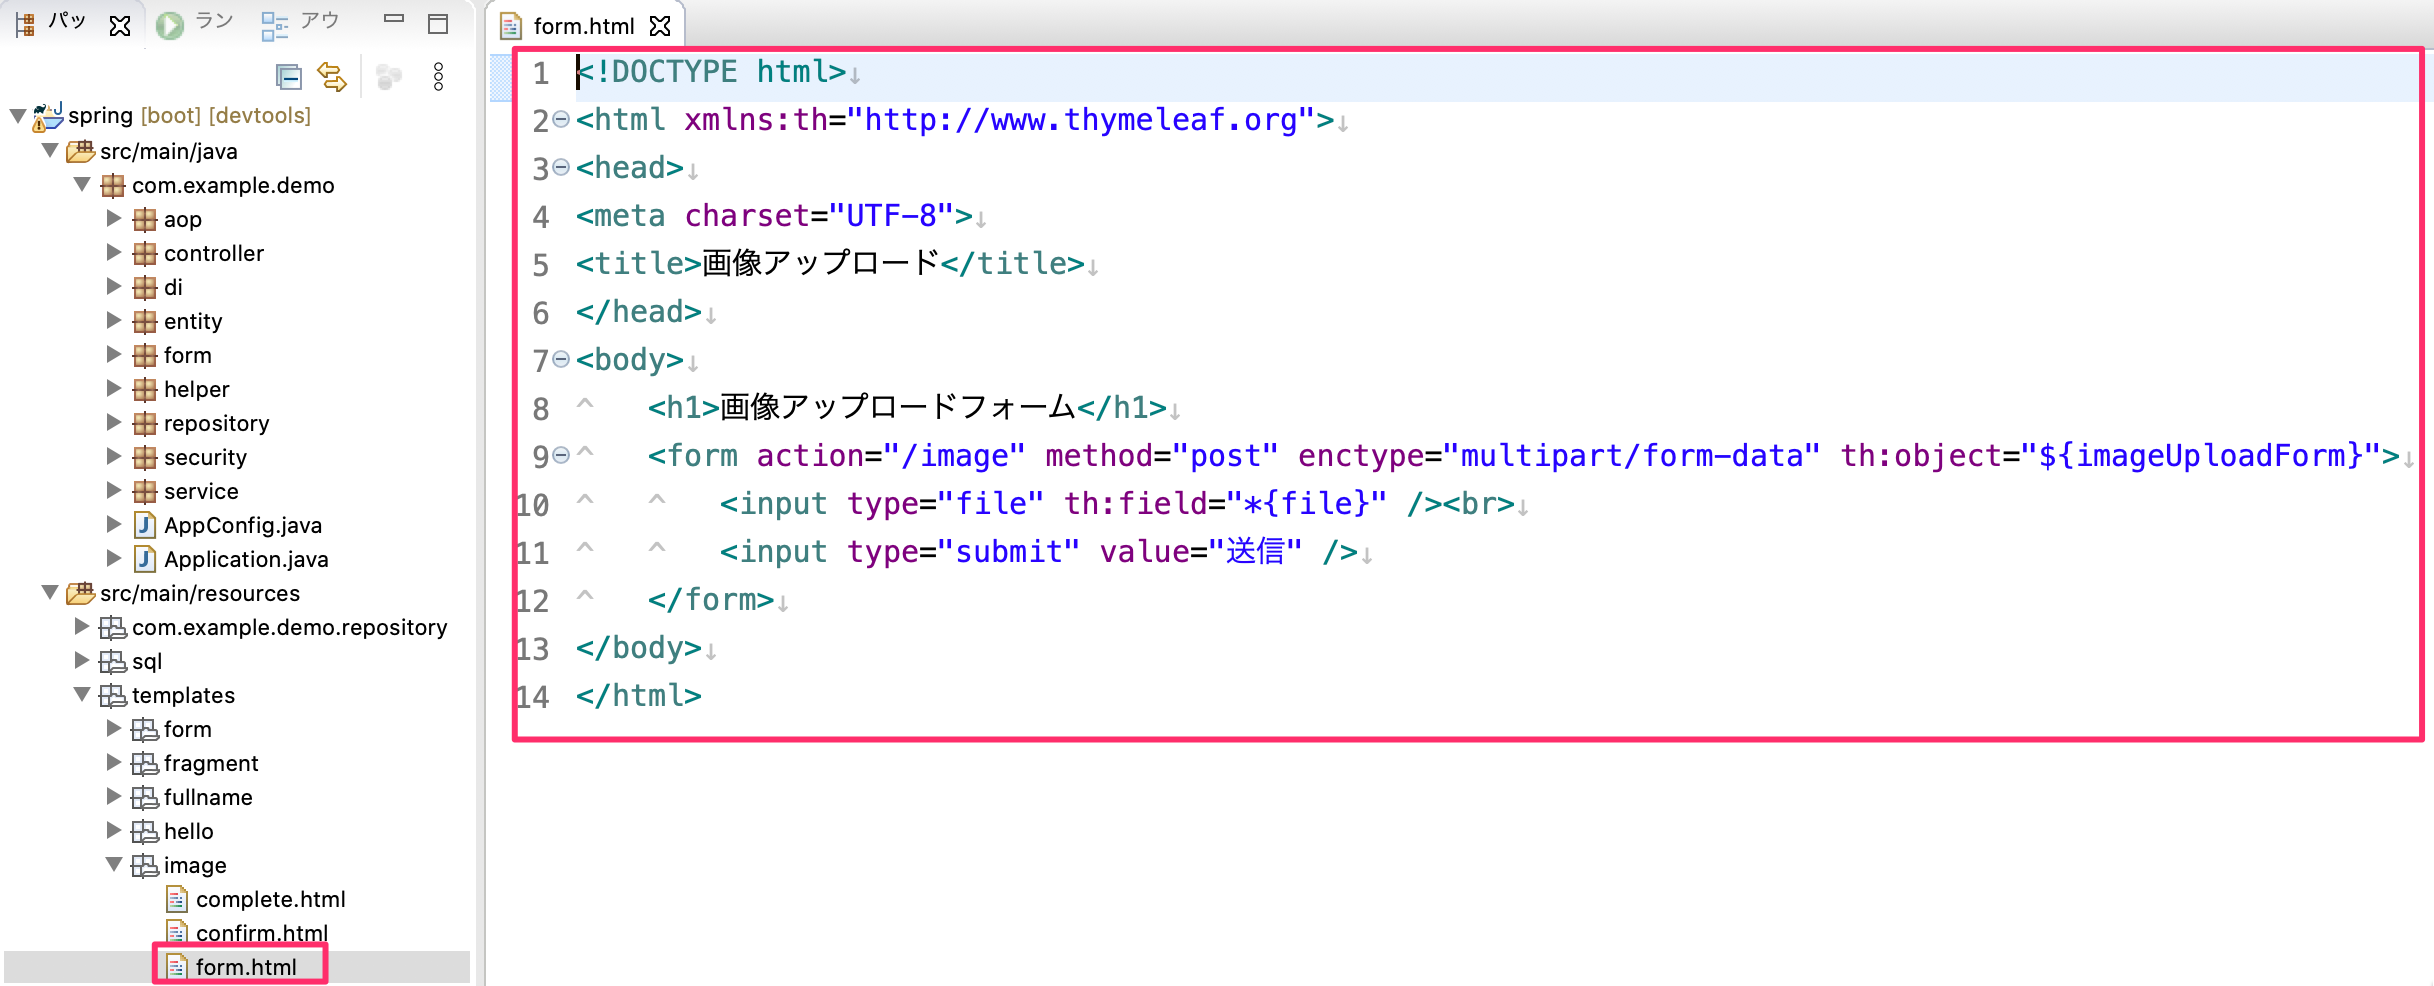 パッ
ラン
アウ
spring [boot] [devtools]
src/main/java
com.example.demo
aop
controller
di
entity
form
helper
repository
security
service
AppConfig.java
Application.java
src/main/resources
com.example.demo.repository
sql
templates
form
fragment
fullname
hello
image
complete.html
confirm.html
form.html
form.html
1 <!DOCTYPE html>↓
2 <html xmlns:th="http://www.thymeleaf.org">↓
3 <head>↓
4 <meta charset="UTF-8">↓
5 <title>画像アップロード</title>↓
6 </head>↓
7 <body>↓
8 ^ <h1>画像アップロードフォーム</h1>↓
9 ^ <form action="/image" method="post" enctype="multipart/form-data" th:object="${imageUploadForm}">↓
10 ^ ^ <input type="file" th:field="*{file}" /><br>↓
11 ^ ^ <input type="submit" value="送信" />↓
12 ^ </form>↓
13 </body>↓
14 </html>